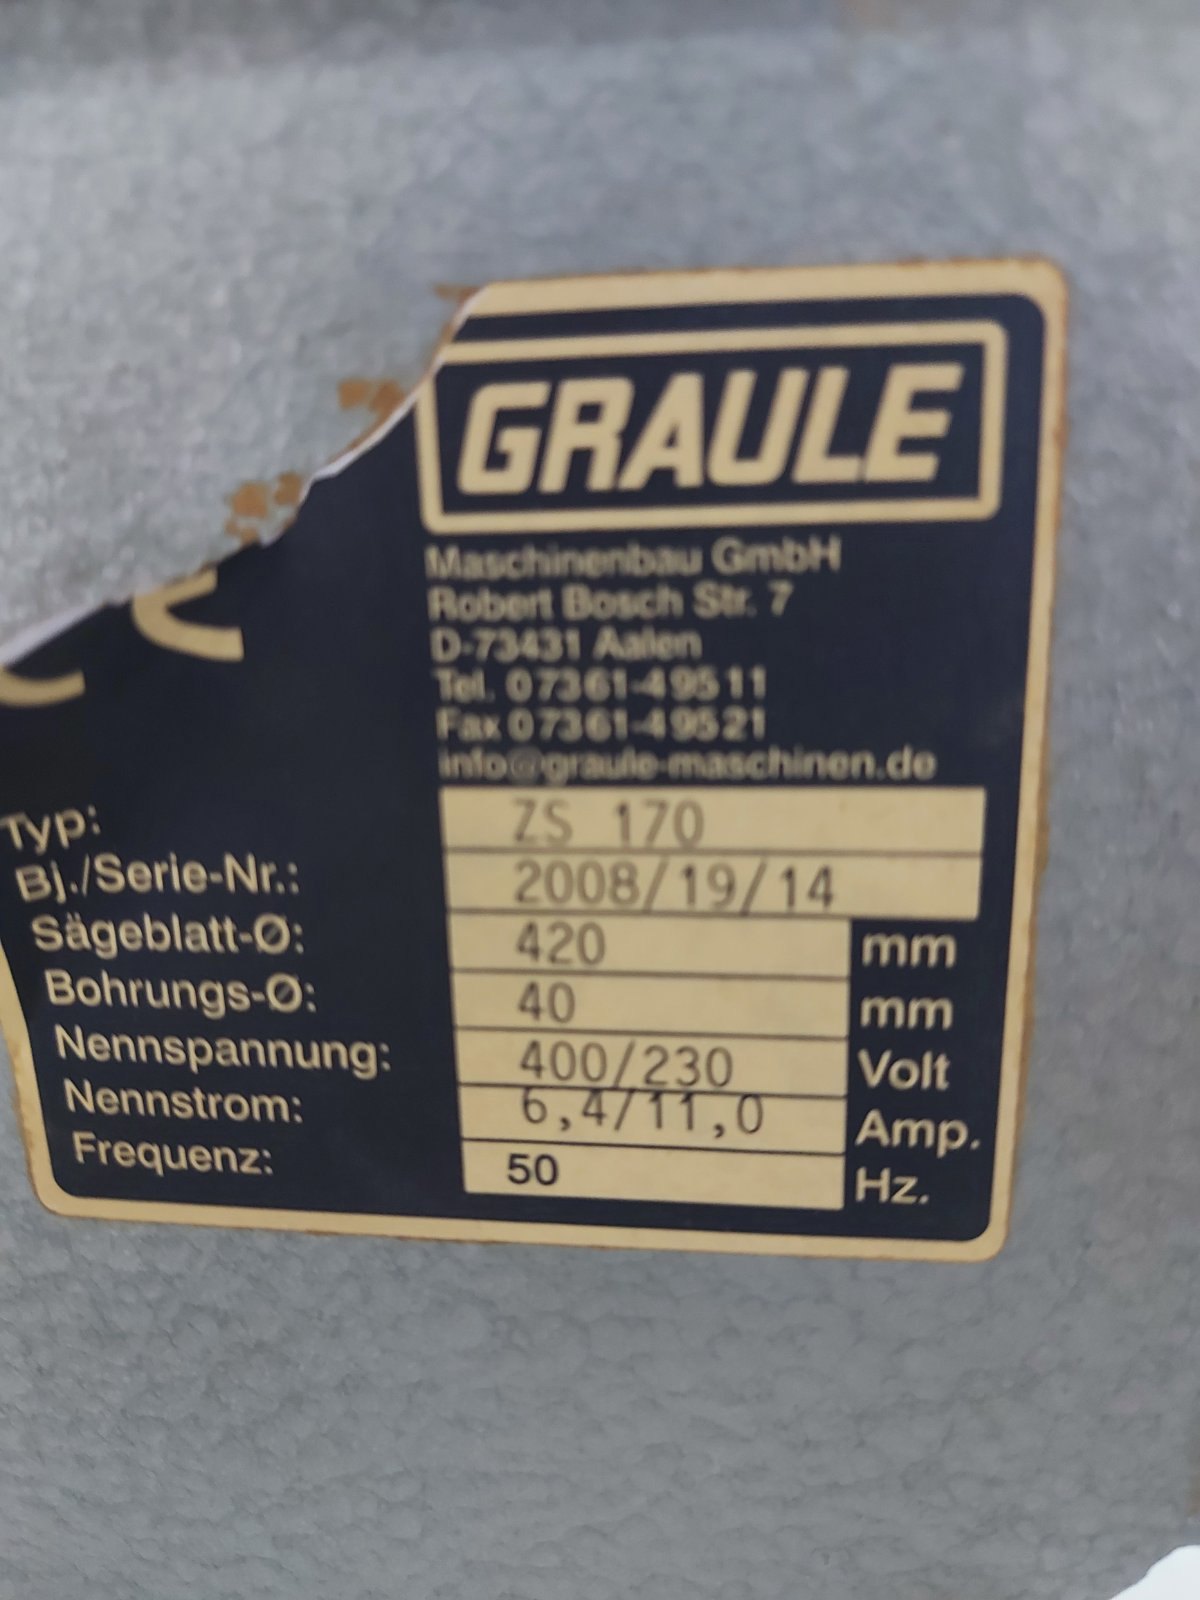 GRAULE
Maschinenbau GmbH
Robert Bosch Str. 7
D-73431 Aalen
Tel. 07361-49511
Fax 07361-49521
info@graule-maschinen.de
Typ: ZS 170
Bj./Serie-Nr.: 2008/19/14
Sägeblatt-Ø: 420 mm
Bohrungs-Ø: 40 mm
Nennspannung: 400/230 Volt
Nennstrom: 6,4/11,0 Amp.
Frequenz: 50 Hz.